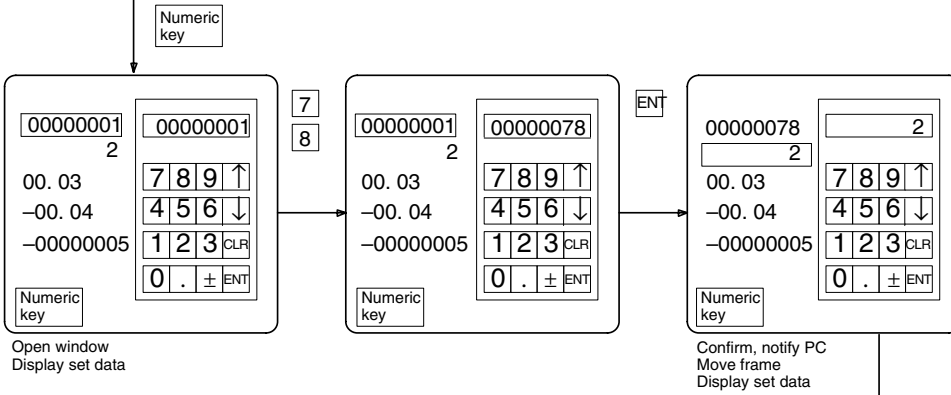 Numeric
key
00000001
2
00. 03
–00. 04
–00000005
00000001
7 8 9 ↑
4 5 6 ↓
1 2 3 CLR
0 . ± ENT
Numeric
key
Open window
Display set data
7
8
00000001
2
00. 03
–00. 04
–00000005
00000078
7 8 9 ↑
4 5 6 ↓
1 2 3 CLR
0 . ± ENT
Numeric
key
ENT
00000078
2
00. 03
–00. 04
–00000005
2
7 8 9 ↑
4 5 6 ↓
1 2 3 CLR
0 . ± ENT
Numeric
key
Confirm, notify PC
Move frame
Display set data